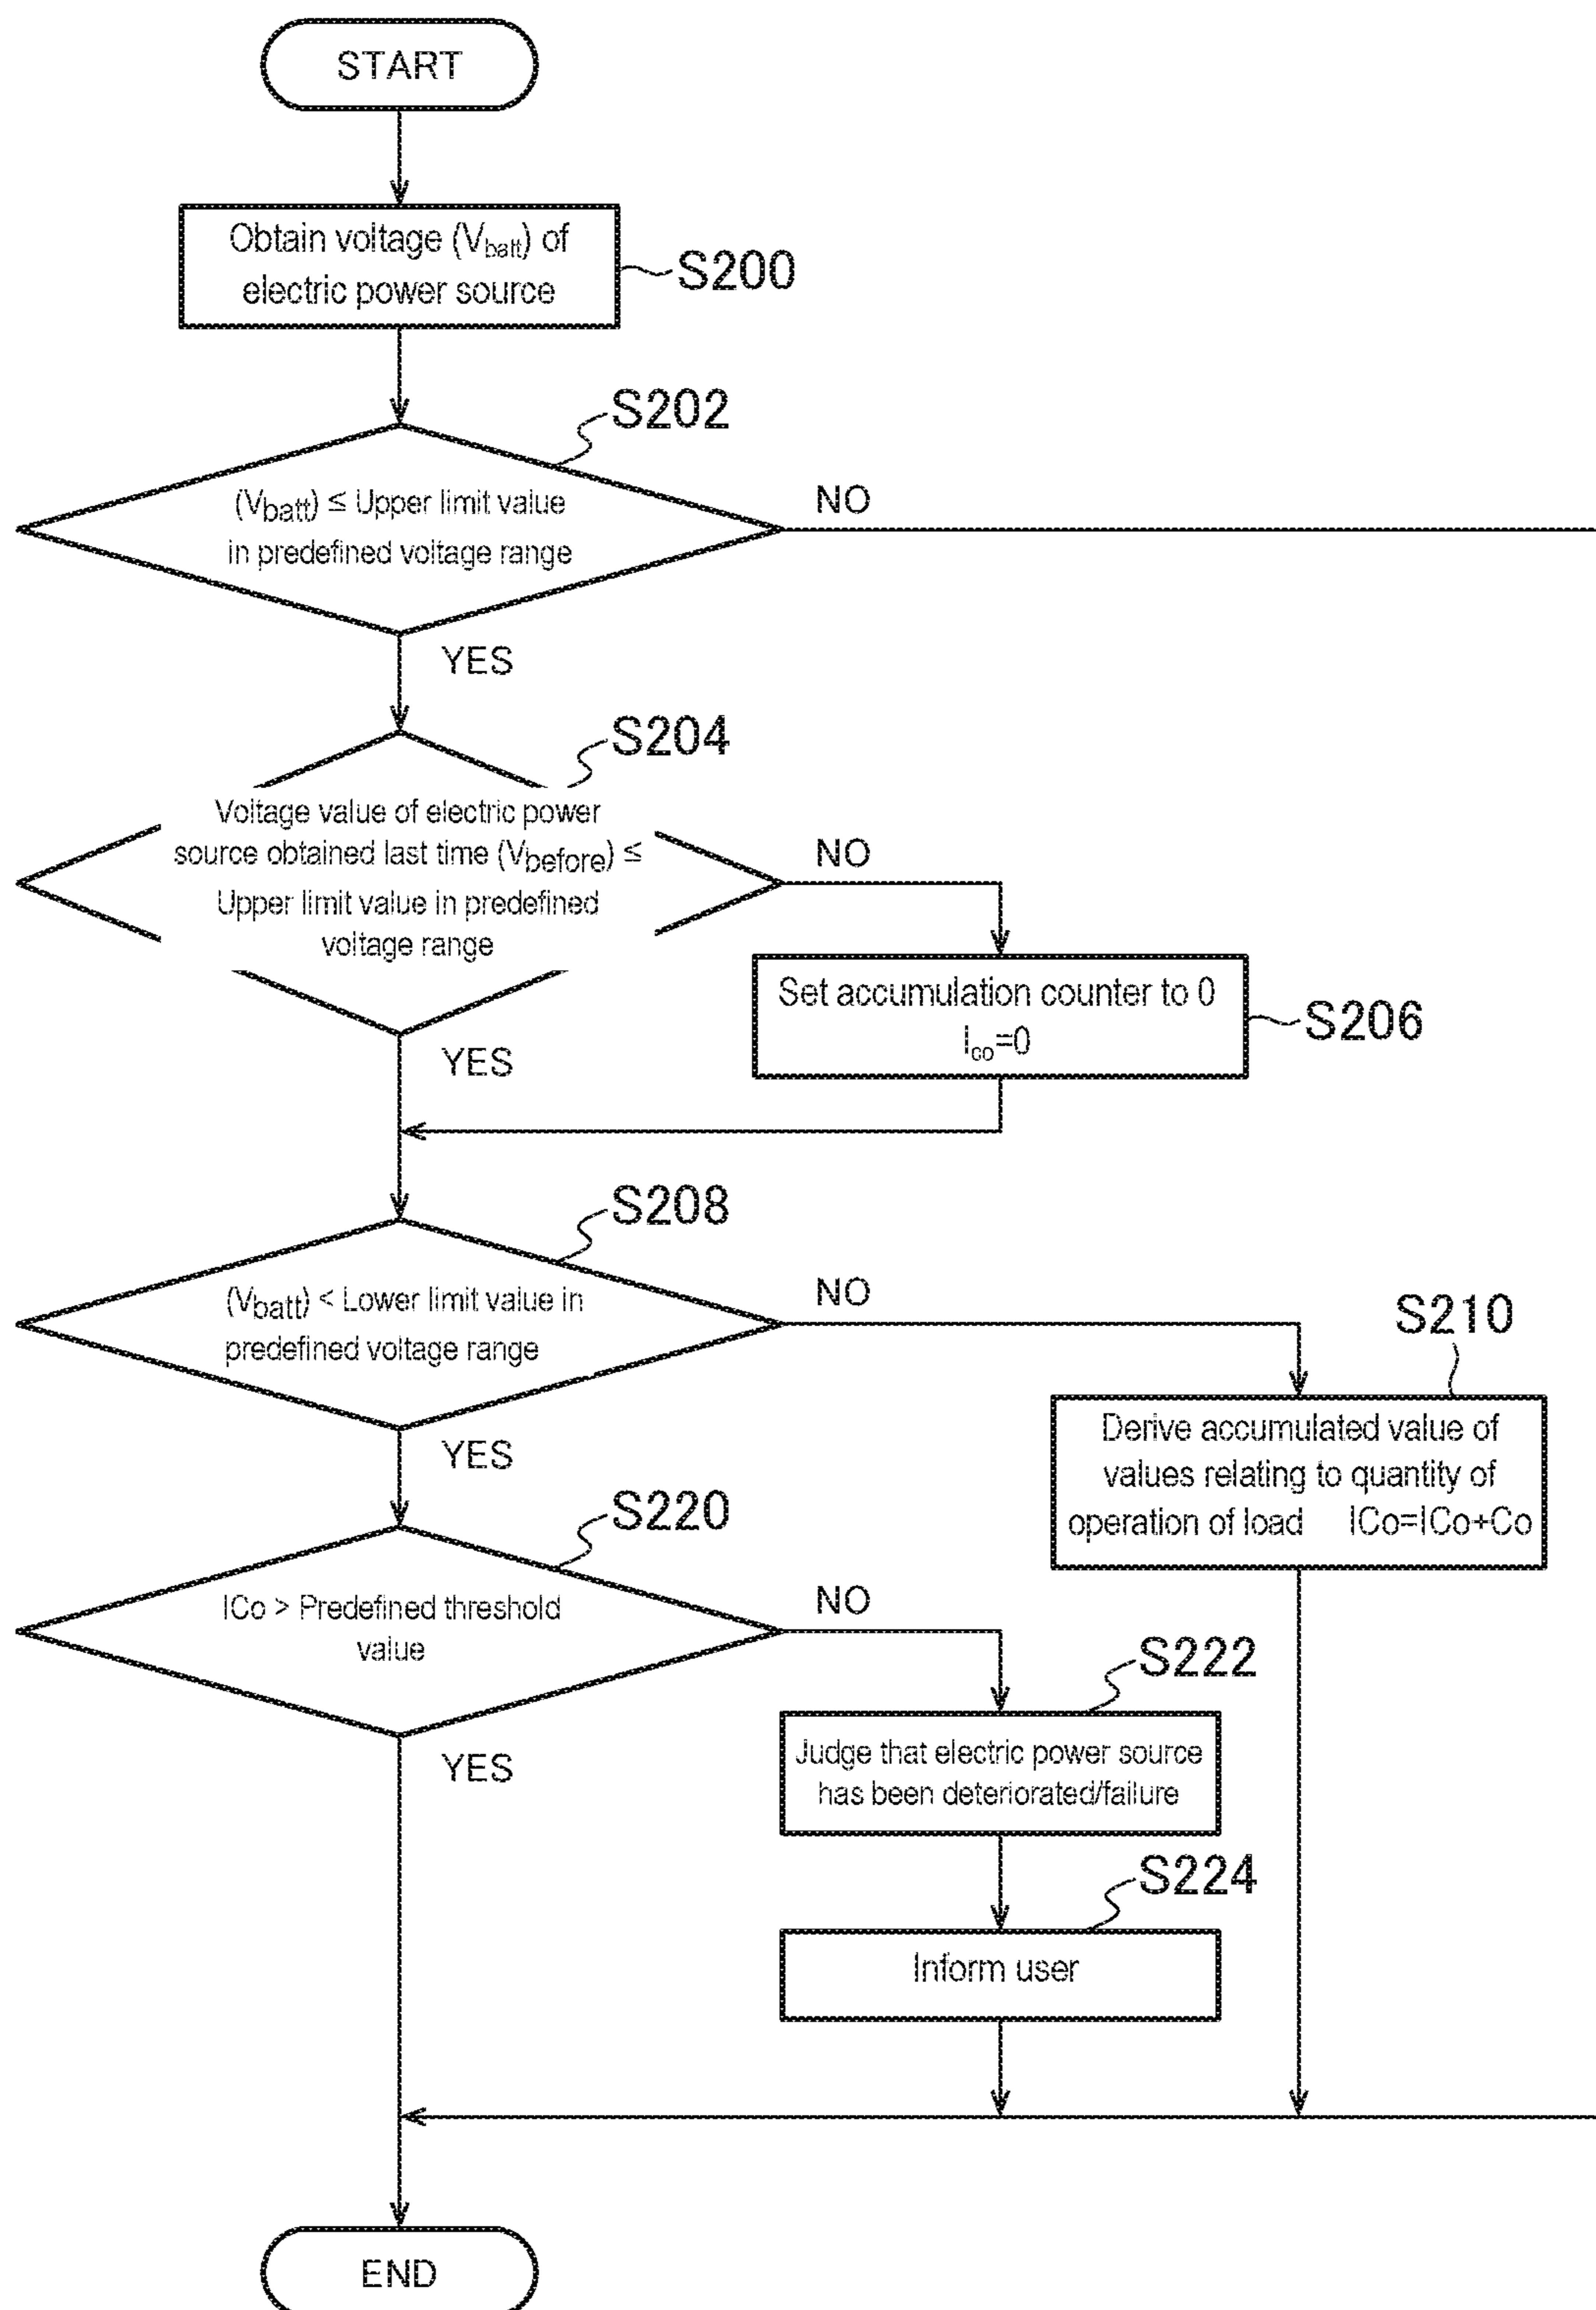 START
Obtain voltage (Vbatt) of
electric power source
S200
S202
(Vbatt) ≤ Upper limit value
in predefined voltage range
NO
YES
S204
Voltage value of electric power
source obtained last time (Vbefore) ≤
Upper limit value in predefined
voltage range
NO
YES
Set accumulation counter to 0
Ico=0
S206
S208
(Vbatt) < Lower limit value in
predefined voltage range
NO
YES
S210
Derive accumulated value of
values relating to quantity of
operation of load ICo=ICo+Co
S220
ICo > Predefined threshold
value
NO
YES
S222
Judge that electric power source
has been deteriorated/failure
S224
Inform user
END